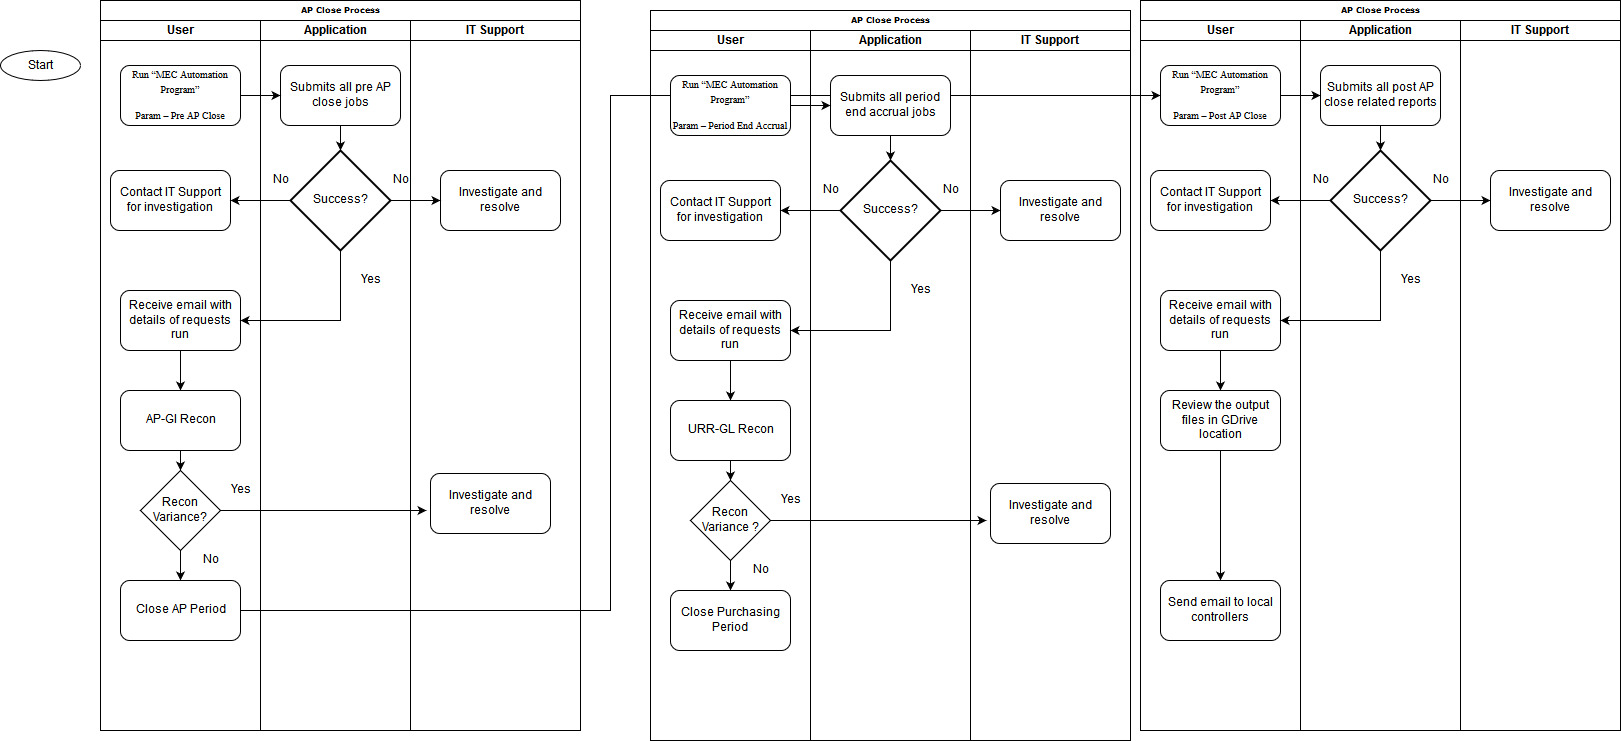 Start
AP Close Process
User
Application
IT Support
Run “MEC Automation
Program”
Param – Pre AP Close
Submits all pre AP
close jobs
No
Success?
No
Contact IT Support
for investigation
Investigate and
resolve
Yes
Receive email with
details of requests
run
AP-GI Recon
Recon
Variance?
Yes
Investigate and
resolve
No
Close AP Period
AP Close Process
User
Application
IT Support
Run “MEC Automation
Program”
Param – Period End Accrual
Submits all period
end accrual jobs
No
Success?
No
Contact IT Support
for investigation
Investigate and
resolve
Yes
Receive email with
details of requests
run
URR-GL Recon
Recon
Variance ?
Yes
Investigate and
resolve
No
Close Purchasing
Period
AP Close Process
User
Application
IT Support
Run “MEC Automation
Program”
Param – Post AP Close
Submits all post AP
close related reports
No
Success?
No
Contact IT Support
for investigation
Investigate and
resolve
Yes
Receive email with
details of requests
run
Review the output
files in GDrive
location
Send email to local
controllers